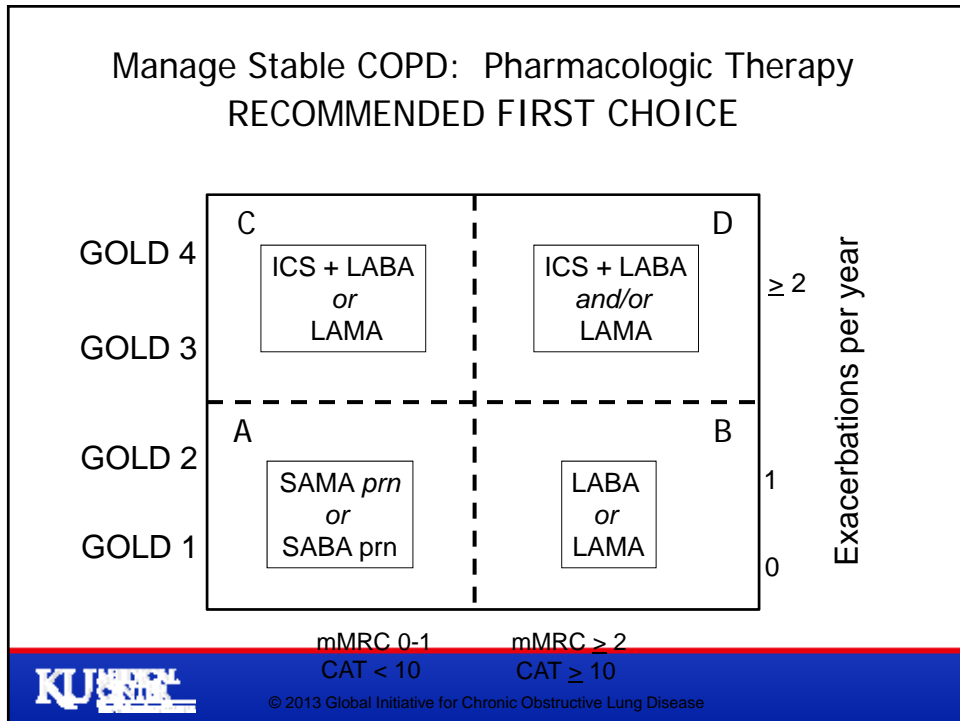 Manage Stable COPD: Pharmacologic Therapy
RECOMMENDED FIRST CHOICE
GOLD 4
GOLD 3
GOLD 2
GOLD 1
C
ICS + LABA
or
LAMA
D
ICS + LABA
and/or
LAMA
A
SAMA prn
or
SABA prn
B
LABA
or
LAMA
≥ 2
1
0
Exacerbations per year
mMRC 0-1
CAT < 10
mMRC ≥ 2
CAT ≥ 10
KU
© 2013 Global Initiative for Chronic Obstructive Lung Disease